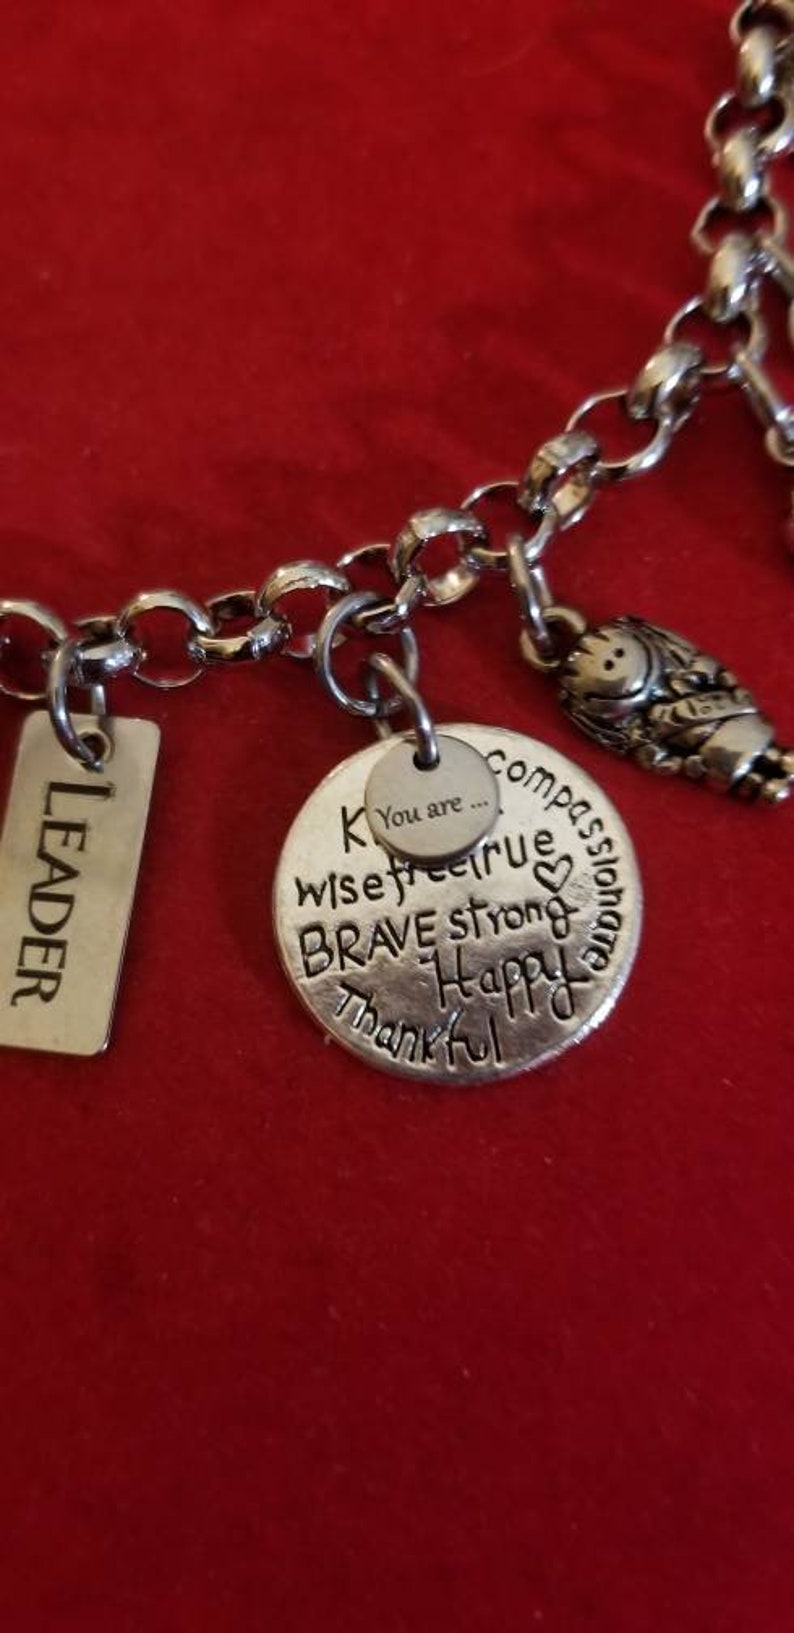 LEADER
You are ...
compassionate
wise free true
BRAVE strong
Happy
Thankful